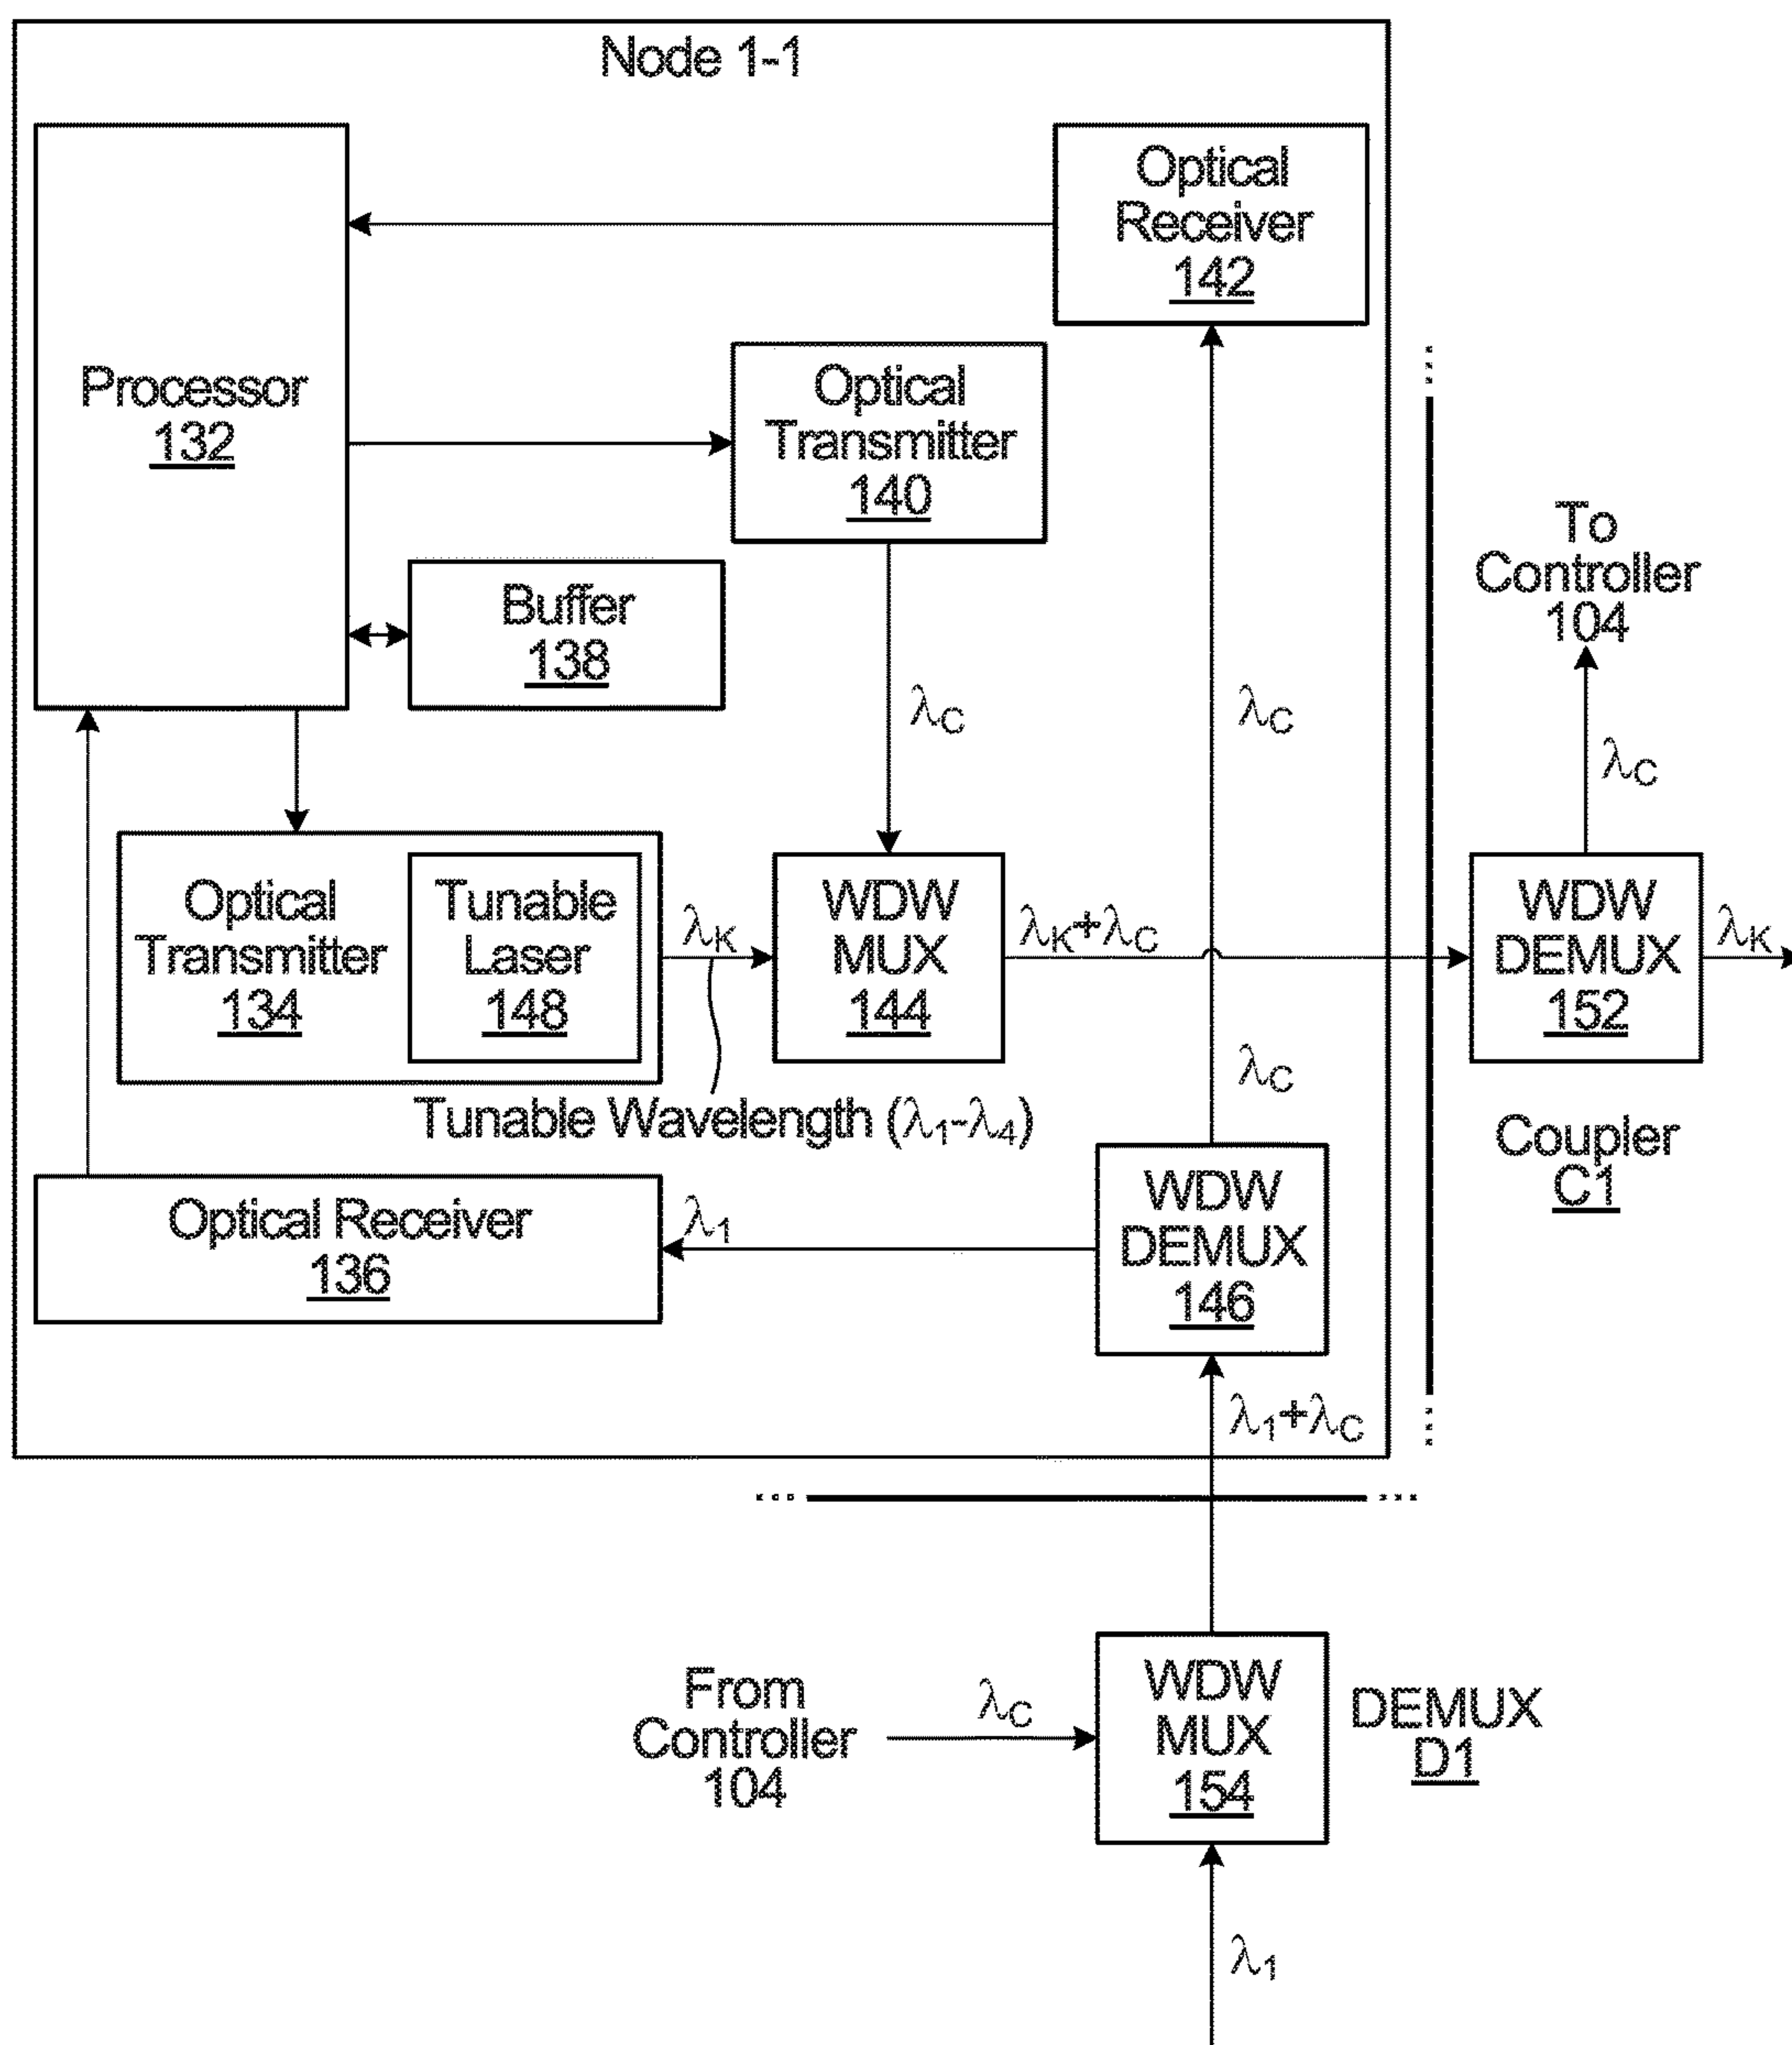 Node 1-1
Optical
Receiver
142
Processor
132
Optical
Transmitter
140
Buffer
138
λC
λC
To
Controller
104
λC
Optical
Transmitter
134
Tunable
Laser
148
λK
WDW
MUX
144
λK+λC
WDW
DEMUX
152
λK
λC
Tunable Wavelength (λ1-λ4)
Coupler
C1
Optical Receiver
136
λ1
WDW
DEMUX
146
λ1+λC
From
Controller
104
λC
WDW
MUX
154
DEMUX
D1
λ1